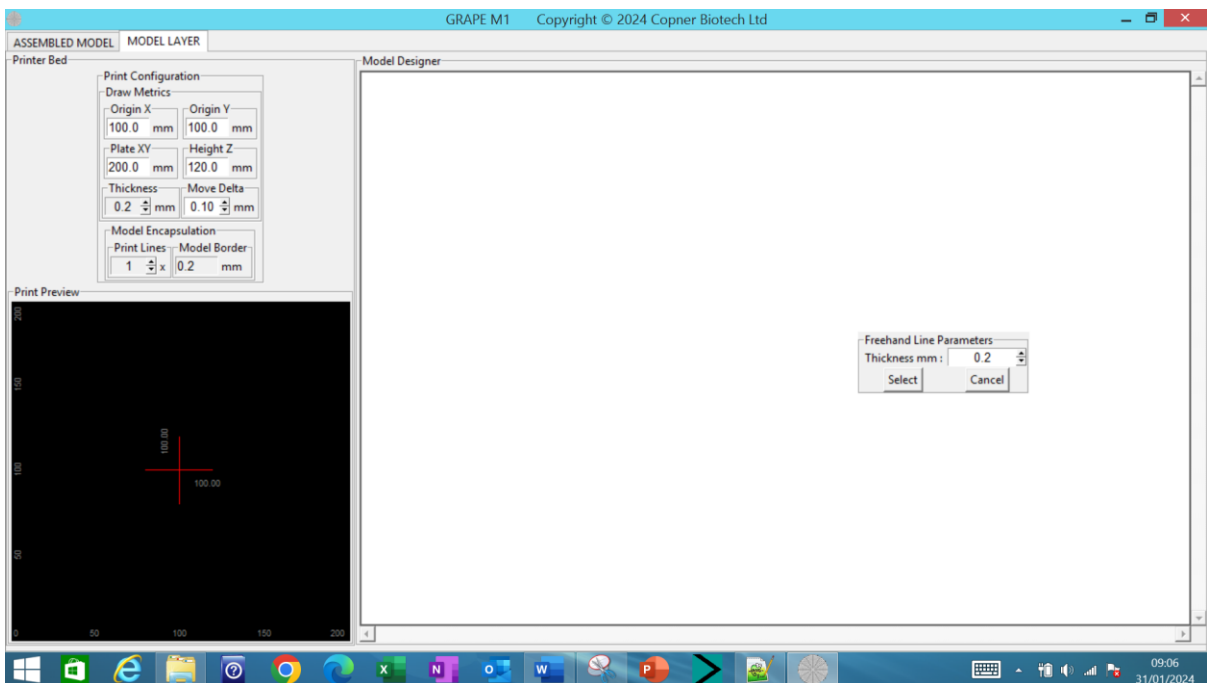 GRAPE M1 Copyright © 2024 Copner Biotech Ltd
ASSEMBLED MODEL MODEL LAYER
Printer Bed
Print Configuration
Draw Metrics
Origin X Origin Y
100.0 mm 100.0 mm
Plate XY Height Z
200.0 mm 120.0 mm
Thickness Move Delta
0.2 mm 0.10 mm
Model Encapsulation
Print Lines Model Border
1 x 0.2 mm
Print Preview
200
150
100
50
100.00
100.00
0 50 100 150 200
Model Designer
Freehand Line Parameters
Thickness mm : 0.2
Select Cancel
09:06
31/01/2024